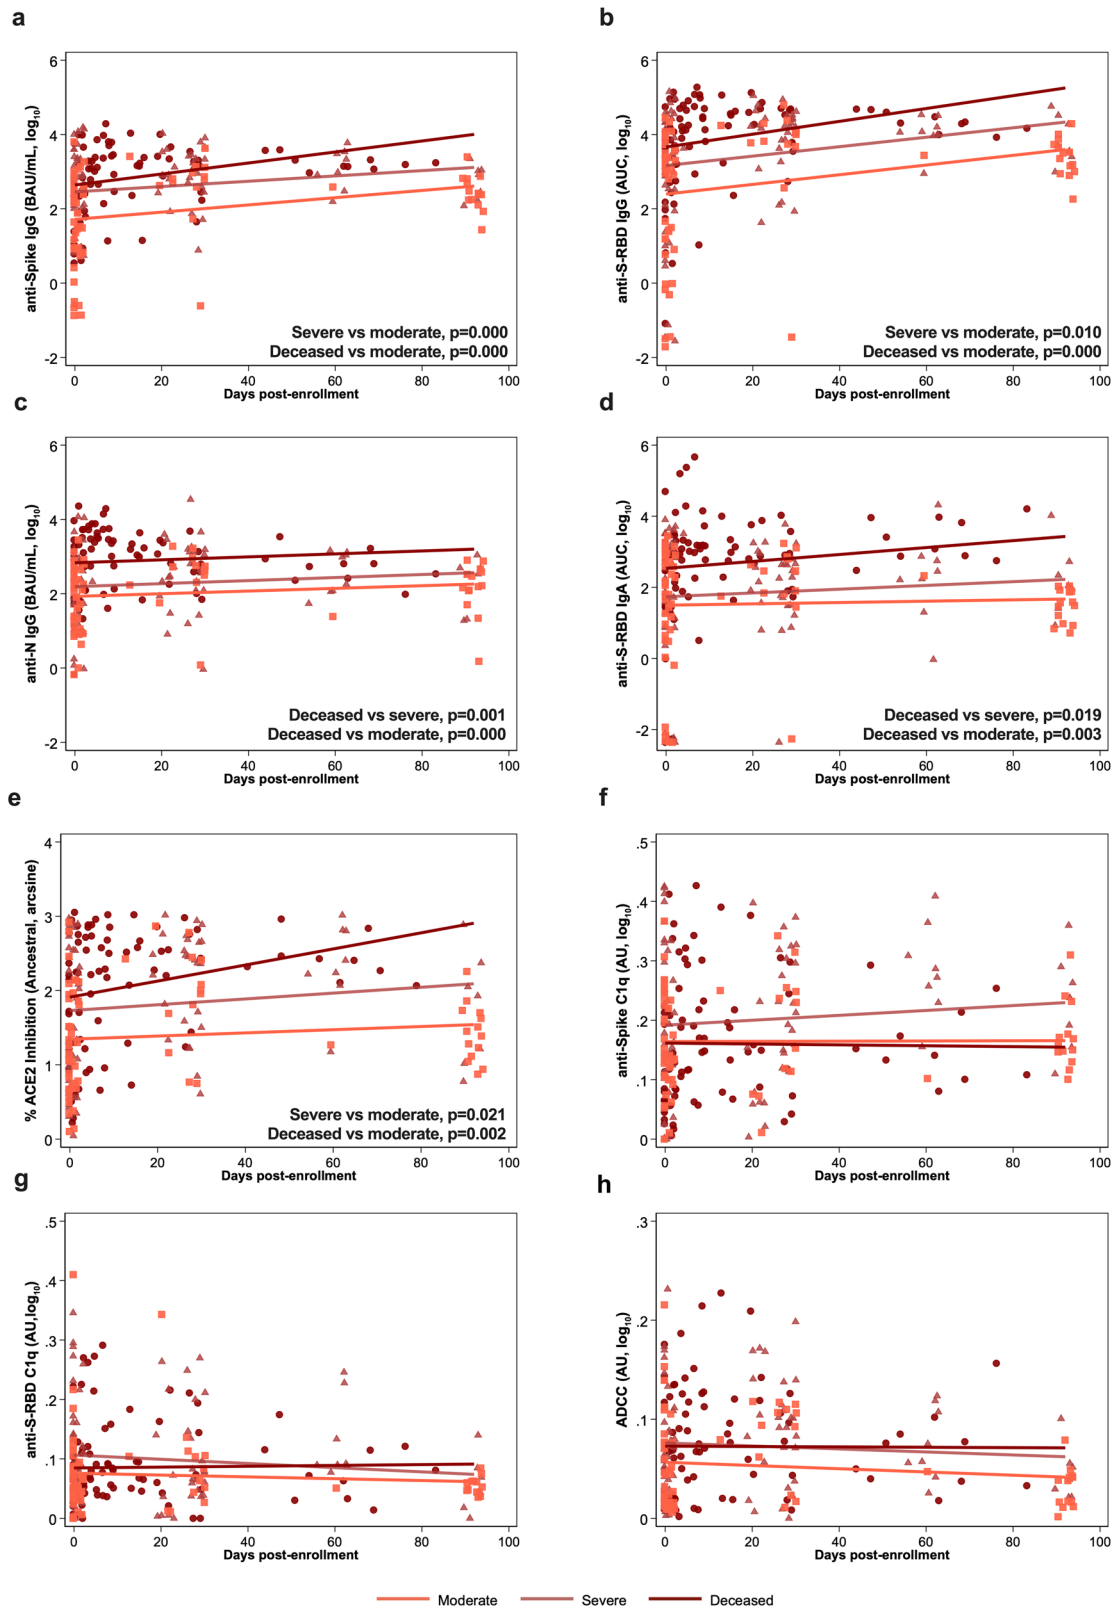 a
6
4
2
0
-2
anti-Spike IgG (BAU/mL, log10)
Severe vs moderate, p=0.000
Deceased vs moderate, p=0.000
0 20 40 60 80 100
Days post-enrollment
b
6
4
2
0
-2
anti-S-RBD IgG (AUC, log10)
Severe vs moderate, p=0.010
Deceased vs moderate, p=0.000
0 20 40 60 80 100
Days post-enrollment
c
6
4
2
0
-2
anti-N IgG (BAU/mL, log10)
Deceased vs severe, p=0.001
Deceased vs moderate, p=0.000
0 20 40 60 80 100
Days post-enrollment
d
6
4
2
0
-2
anti-S-RBD IgA (AUC, log10)
Deceased vs severe, p=0.019
Deceased vs moderate, p=0.003
0 20 40 60 80 100
Days post-enrollment
e
4
3
2
1
0
% ACE2 Inhibition (Ancestral, arcsine)
Severe vs moderate, p=0.021
Deceased vs moderate, p=0.002
0 20 40 60 80 100
Days post-enrollment
f
.5
.4
.3
.2
.1
0
anti-Spike C1q (AU, log10)
0 20 40 60 80 100
Days post-enrollment
g
.5
.4
.3
.2
.1
0
anti-S-RBD C1q (AU,log10)
0 20 40 60 80 100
Days post-enrollment
h
.3
.2
.1
0
ADCC (AU, log10)
0 20 40 60 80 100
Days post-enrollment
Moderate Severe Deceased